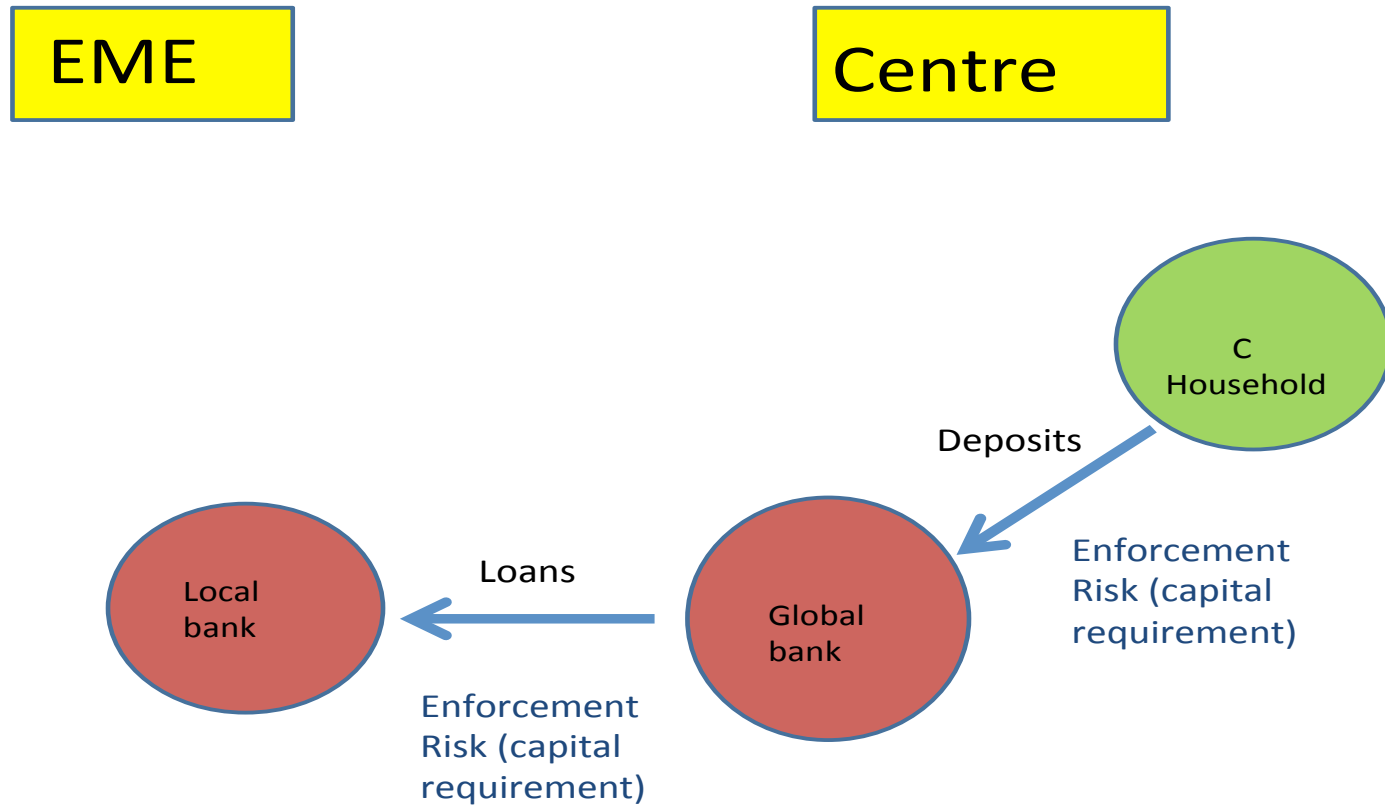 EME
Centre
C
Household
Deposits
Enforcement
Risk (capital
requirement)
Loans
Local
bank
Global
bank
Enforcement
Risk (capital
requirement)